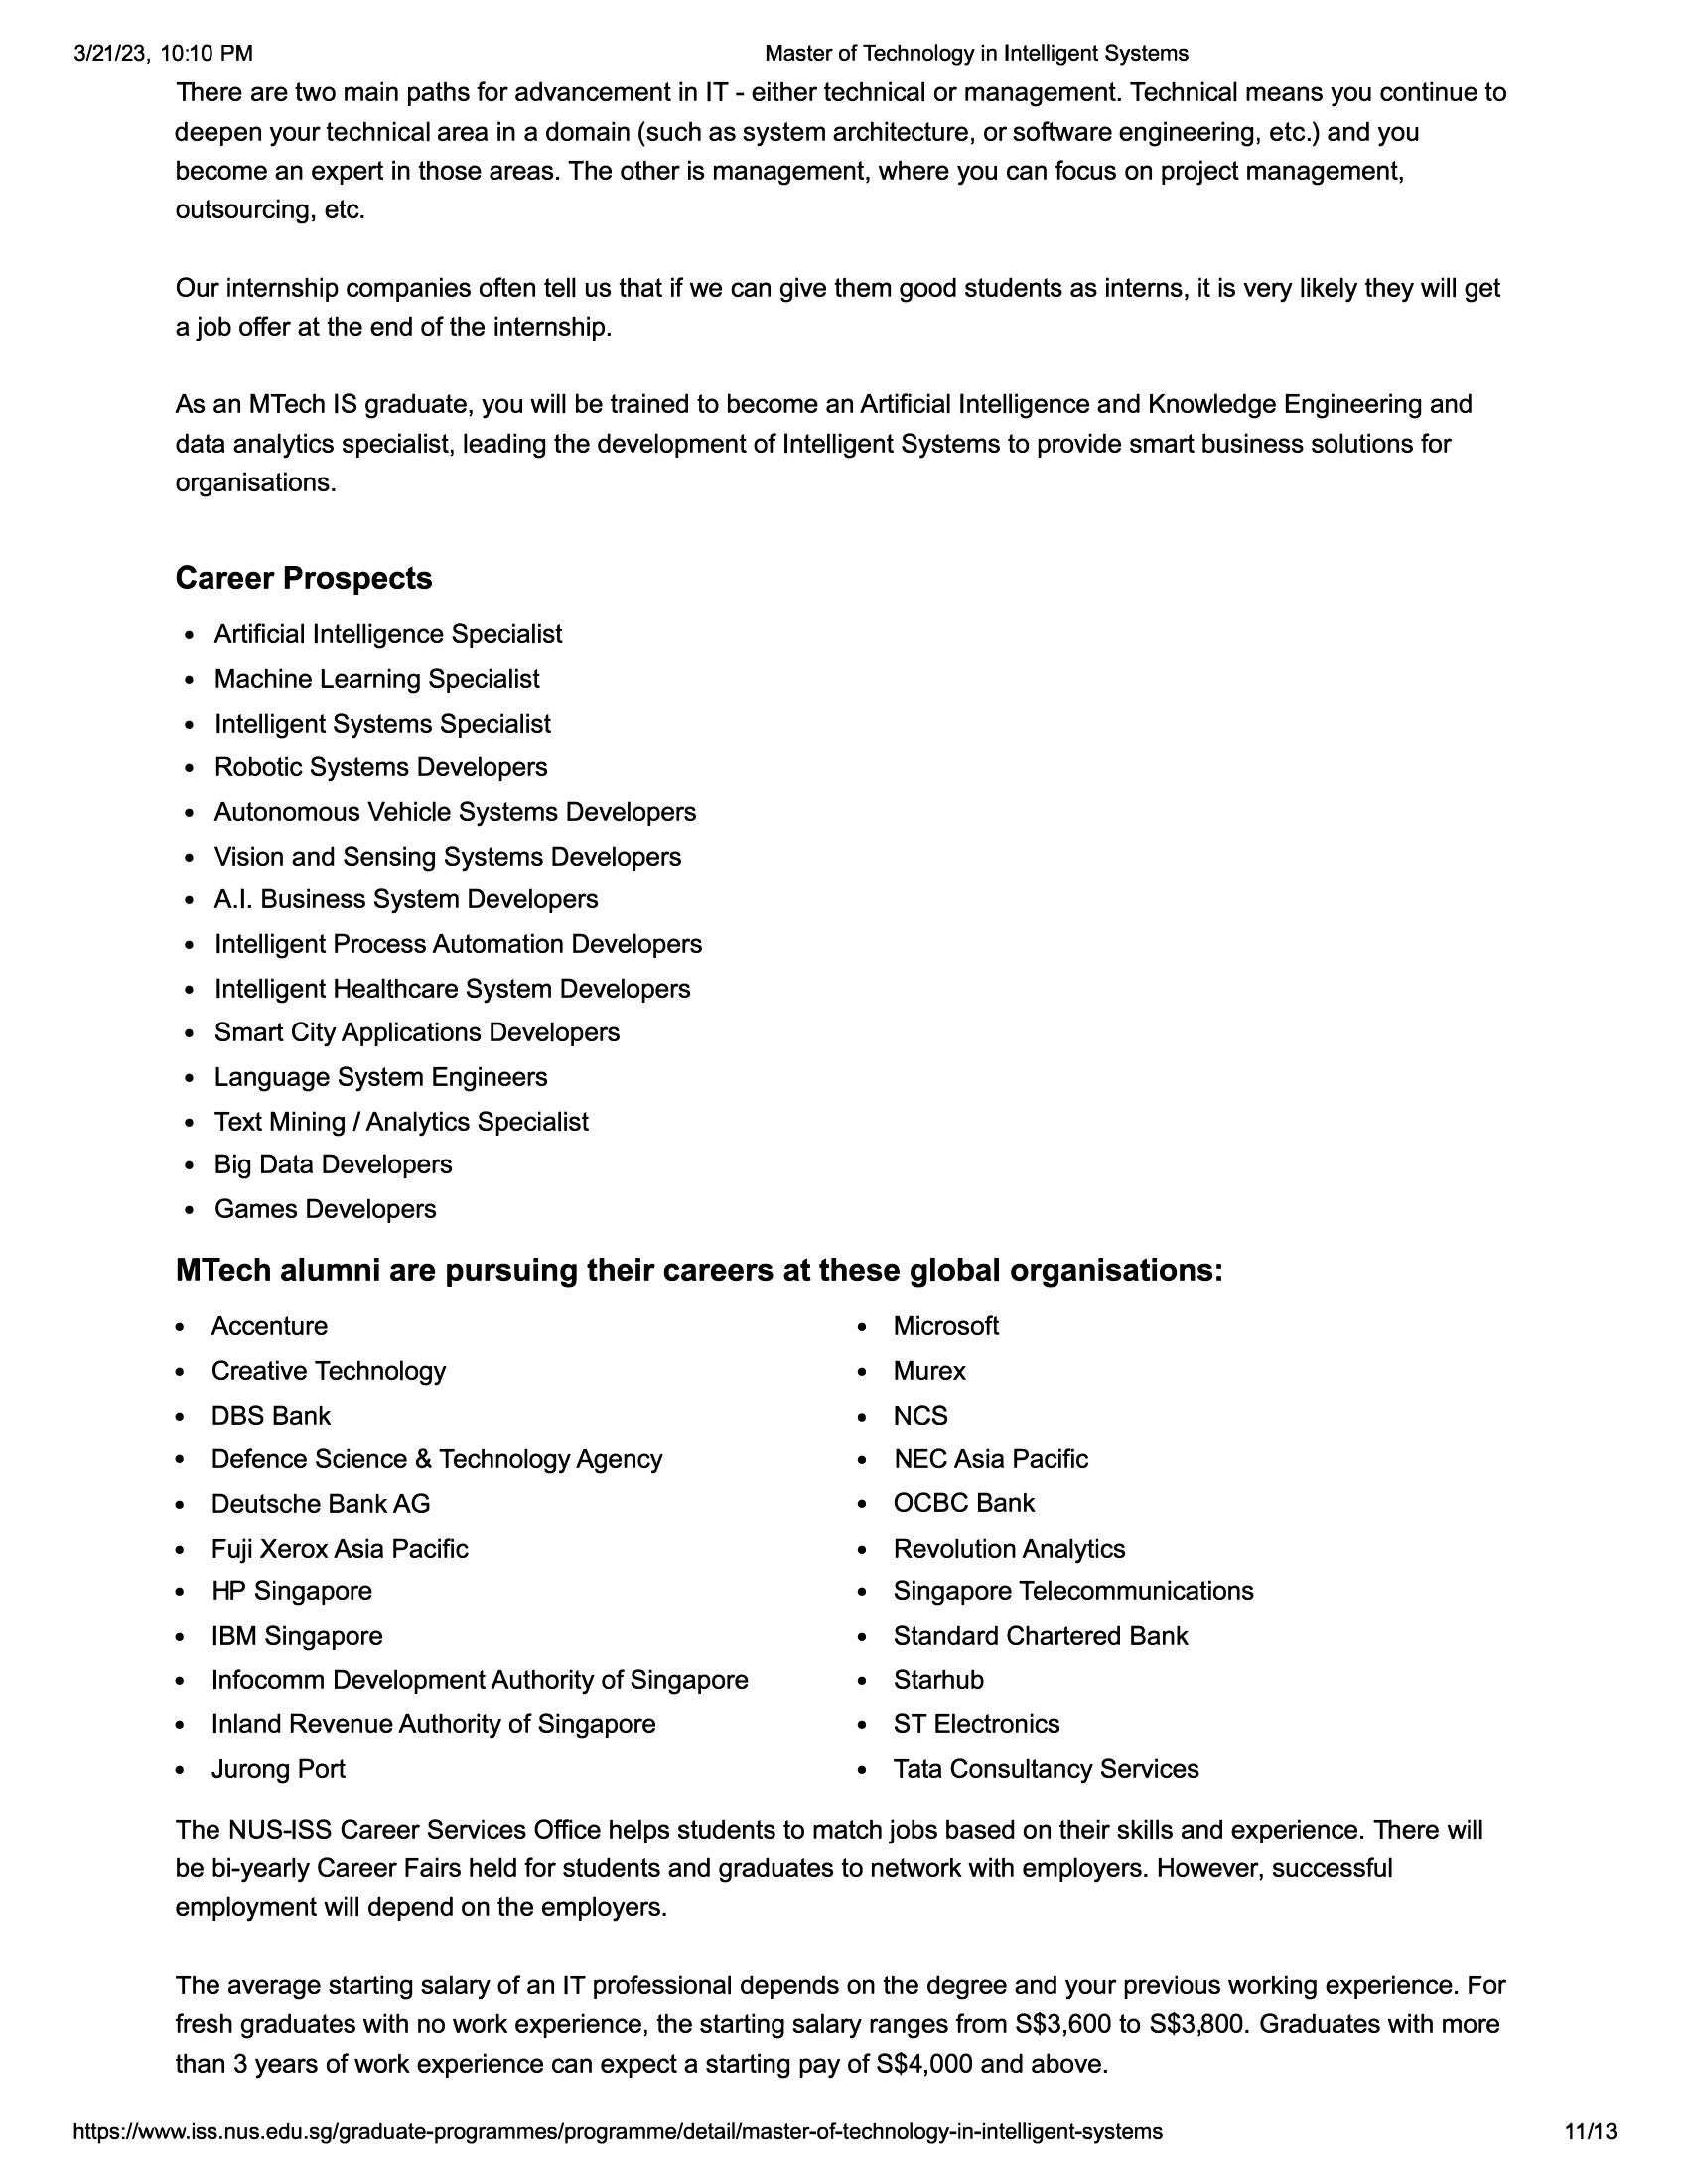 3/21/23, 10:10 PM
Master of Technology in Intelligent Systems
There are two main paths for advancement in IT - either technical or management. Technical means you continue to
deepen your technical area in a domain (such as system architecture, or software engineering, etc.) and you
become an expert in those areas. The other is management, where you can focus on project management,
outsourcing, etc.
Our internship companies often tell us that if we can give them good students as interns, it is very likely they will get
a job offer at the end of the internship.
As an MTech IS graduate, you will be trained to become an Artificial Intelligence and Knowledge Engineering and
data analytics specialist, leading the development of Intelligent Systems to provide smart business solutions for
organisations.
Career Prospects
• Artificial Intelligence Specialist
• Machine Learning Specialist
• Intelligent Systems Specialist
• Robotic Systems Developers
• Autonomous Vehicle Systems Developers
• Vision and Sensing Systems Developers
• A.I. Business System Developers
• Intelligent Process Automation Developers
• Intelligent Healthcare System Developers
• Smart City Applications Developers
• Language System Engineers
• Text Mining / Analytics Specialist
• Big Data Developers
• Games Developers
MTech alumni are pursuing their careers at these global organisations:
• Accenture
• Creative Technology
• DBS Bank
• Defence Science & Technology Agency
• Deutsche Bank AG
• Fuji Xerox Asia Pacific
• HP Singapore
• IBM Singapore
• Infocomm Development Authority of Singapore
• Inland Revenue Authority of Singapore
• Jurong Port
• Microsoft
• Murex
• NCS
• NEC Asia Pacific
• OCBC Bank
• Revolution Analytics
• Singapore Telecommunications
• Standard Chartered Bank
• Starhub
• ST Electronics
• Tata Consultancy Services
The NUS-ISS Career Services Office helps students to match jobs based on their skills and experience. There will
be bi-yearly Career Fairs held for students and graduates to network with employers. However, successful
employment will depend on the employers.
The average starting salary of an IT professional depends on the degree and your previous working experience. For
fresh graduates with no work experience, the starting salary ranges from S$3,600 to S$3,800. Graduates with more
than 3 years of work experience can expect a starting pay of S$4,000 and above.
https://www.iss.nus.edu.sg/graduate-programmes/programme/detail/master-of-technology-in-intelligent-systems
11/13